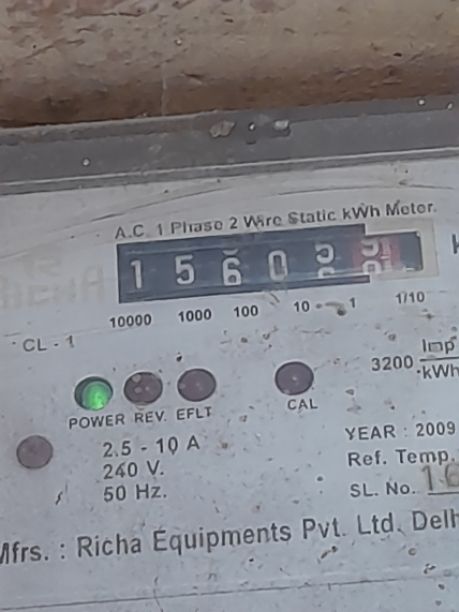 A.C. 1 Phase 2 Wire Static kWh Meter.
1 5 6 0
10000 1000 100 10 1 1/10
CL - 1
3200 Imp
kWh
POWER REV. EFLT CAL
2.5 - 10 A
240 V.
50 Hz.
YEAR : 2009
Ref. Temp.
SL. No. 16
Mfrs. : Richa Equipments Pvt. Ltd. Delh